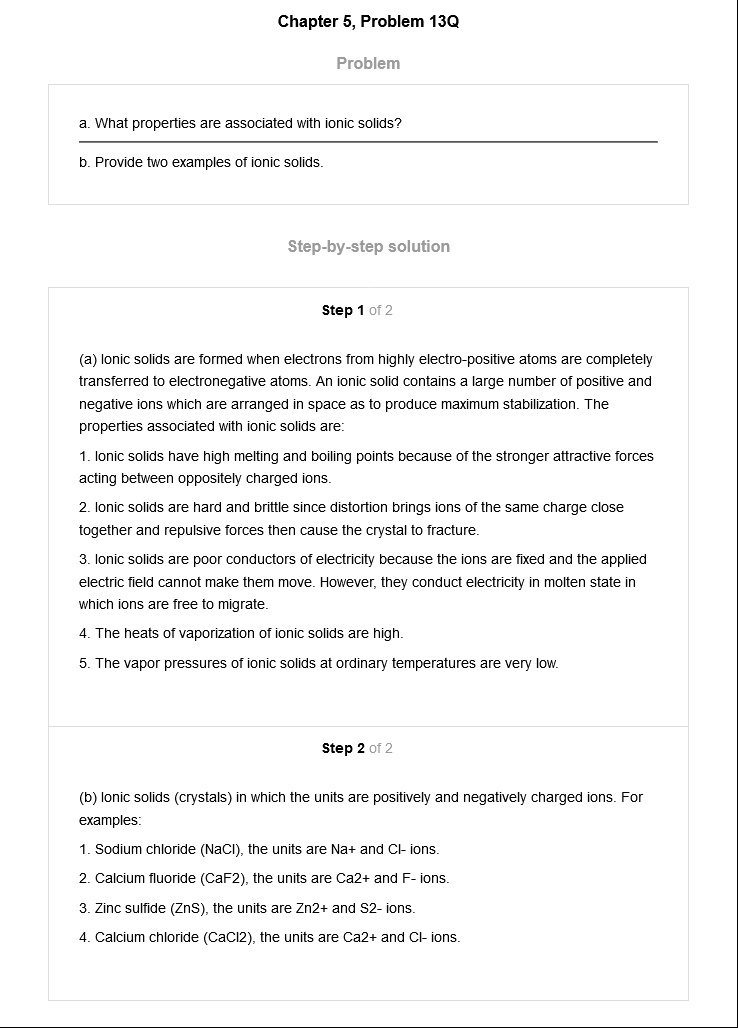 Chapter 5, Problem 13Q
Problem
a. What properties are associated with ionic solids?
b. Provide two examples of ionic solids.
Step-by-step solution
Step 1 of 2
(a) Ionic solids are formed when electrons from highly electro-positive atoms are completely
transferred to electronegative atoms. An ionic solid contains a large number of positive and
negative ions which are arranged in space as to produce maximum stabilization. The
properties associated with ionic solids are:
1. Ionic solids have high melting and boiling points because of the stronger attractive forces
acting between oppositely charged ions.
2. Ionic solids are hard and brittle since distortion brings ions of the same charge close
together and repulsive forces then cause the crystal to fracture.
3. Ionic solids are poor conductors of electricity because the ions are fixed and the applied
electric field cannot make them move. However, they conduct electricity in molten state in
which ions are free to migrate.
4. The heats of vaporization of ionic solids are high.
5. The vapor pressures of ionic solids at ordinary temperatures are very low.
Step 2 of 2
(b) Ionic solids (crystals) in which the units are positively and negatively charged ions. For
examples:
1. Sodium chloride (NaCl), the units are Na+ and Cl- ions.
2. Calcium fluoride (CaF2), the units are Ca2+ and F- ions.
3. Zinc sulfide (ZnS), the units are Zn2+ and S2- ions.
4. Calcium chloride (CaCl2), the units are Ca2+ and Cl- ions.